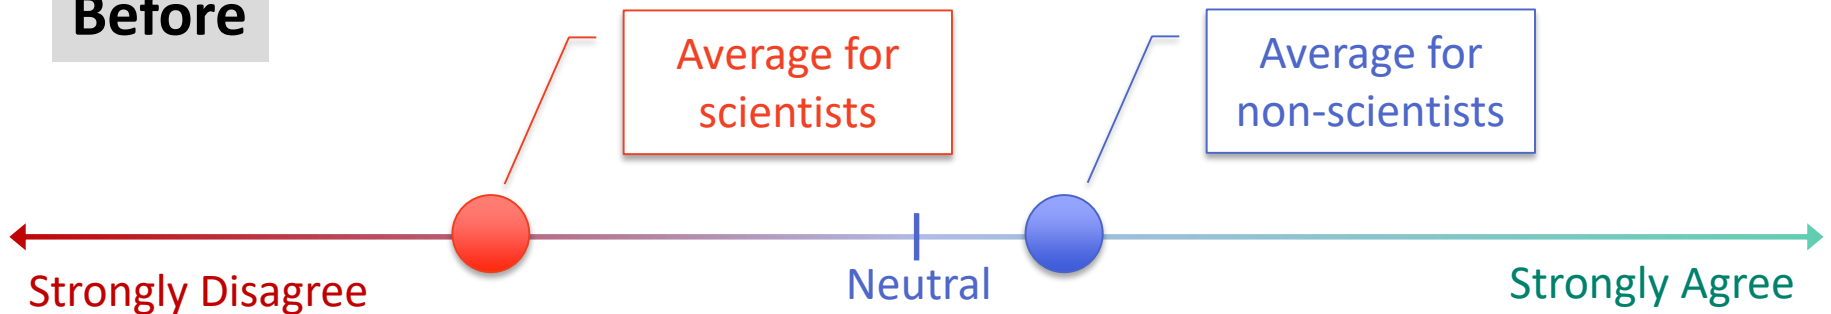 Before
Average for
scientists
Average for
non-scientists
Strongly Disagree
Neutral
Strongly Agree